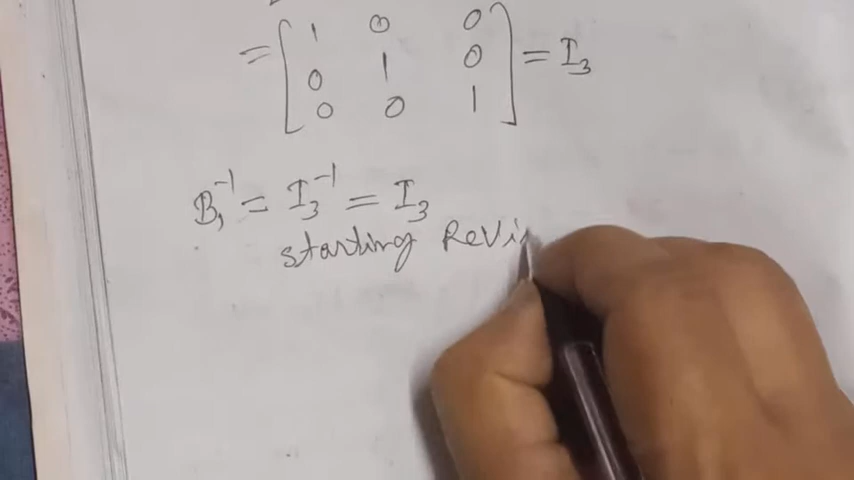 = [ 1 0 0
0 1 0
0 0 1 ] = I₃
B₁⁻¹ = I₃⁻¹ = I₃
starting Revi